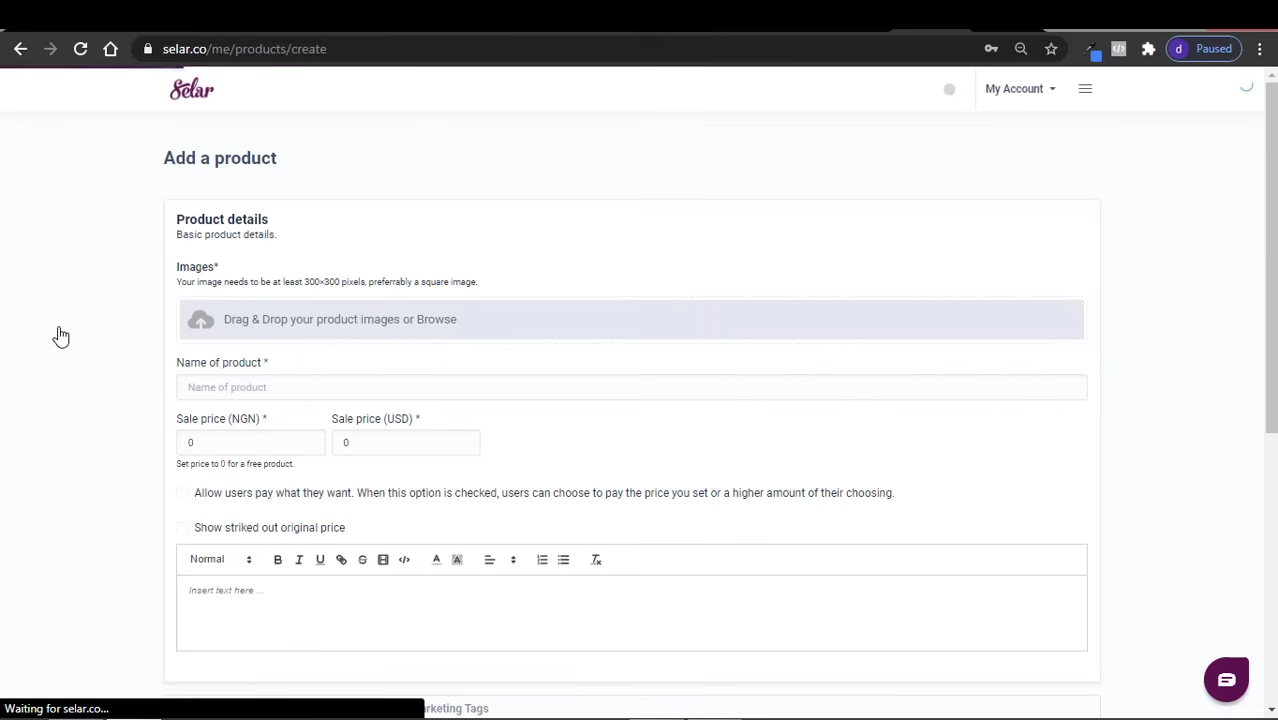 selar.co/me/products/create
d Paused
Selar
My Account
Add a product
Product details
Basic product details.
Images*
Your image needs to be at least 300×300 pixels, preferrably a square image.
Drag & Drop your product images or Browse
Name of product *
Name of product
Sale price (NGN) * Sale price (USD) *
0 0
Set price to 0 for a free product.
Allow users pay what they want. When this option is checked, users can choose to pay the price you set or a higher amount of their choosing.
Show striked out original price
Normal B I U S A A
Insert text here ...
Waiting for selar.co... arketing Tags